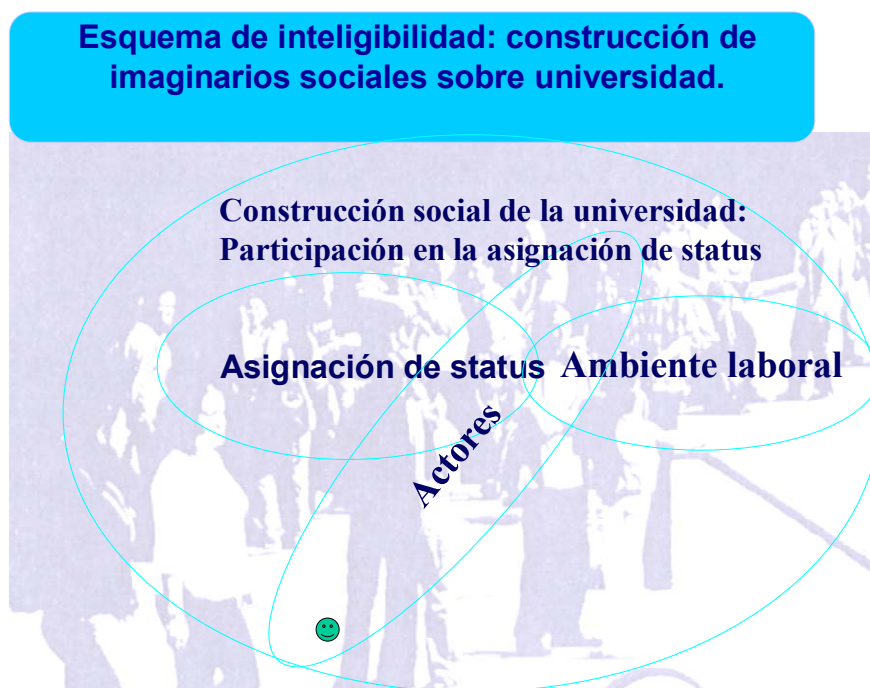 Esquema de inteligibilidad: construcción de
imaginarios sociales sobre universidad.
Construcción social de la universidad:
Participación en la asignación de status
Asignación de status
Ambiente laboral
Actores